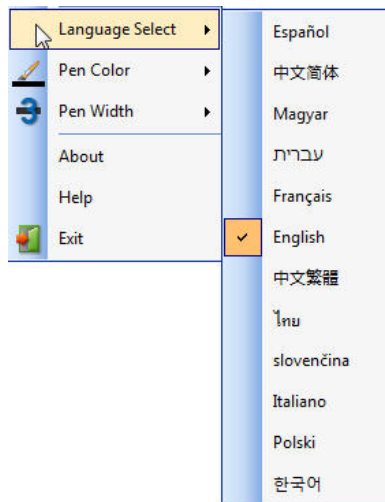 Language Select
Pen Color
3 Pen Width
About
Help
Exit
Español
中文简体
Magyar
עברית
Français
English
中文繁體
ไทย
slovenčina
Italiano
Polski
한국어